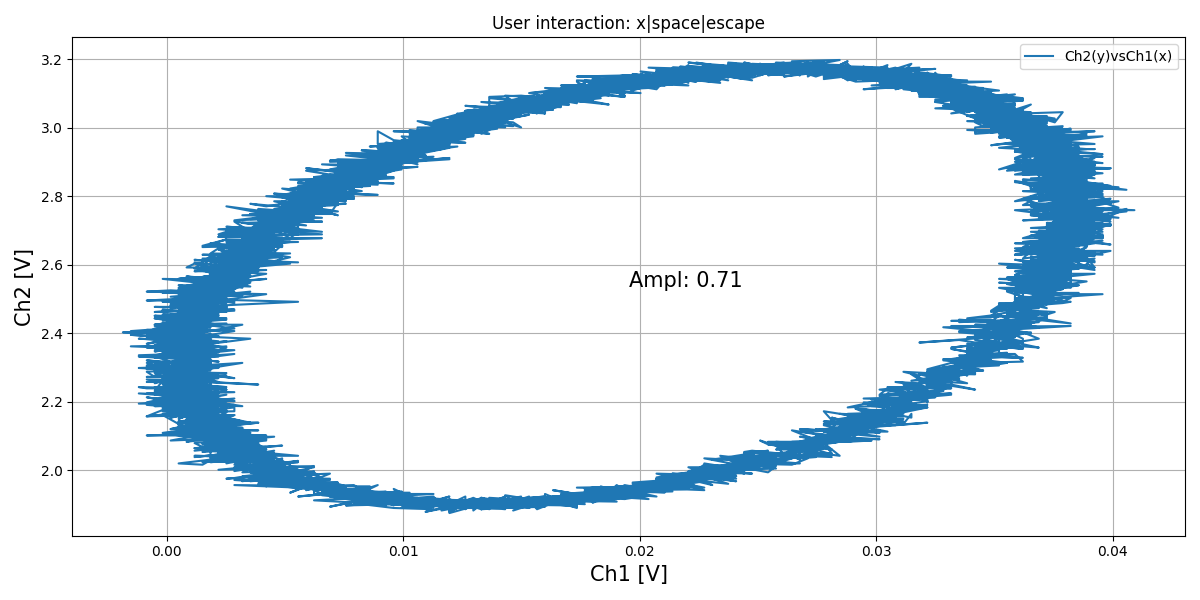 User interaction: x|space|escape
Ch2(y)vsCh1(x)
3.2
3.0
2.8
2.6
2.4
2.2
2.0
Ch2 [V]
Ampl: 0.71
0.00 0.01 0.02 0.03 0.04
Ch1 [V]